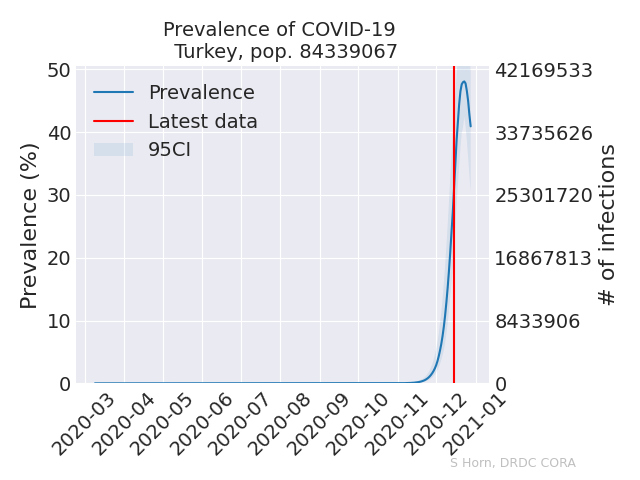 Prevalence of COVID-19
Turkey, pop. 84339067
Prevalence (%)
50
40
30
20
10
0
Prevalence
Latest data
95CI
42169533
33735626
25301720
16867813
8433906
0
# of infections
2020-03
2020-04
2020-05
2020-06
2020-07
2020-08
2020-09
2020-10
2020-11
2020-12
2021-01
S Horn, DRDC CORA